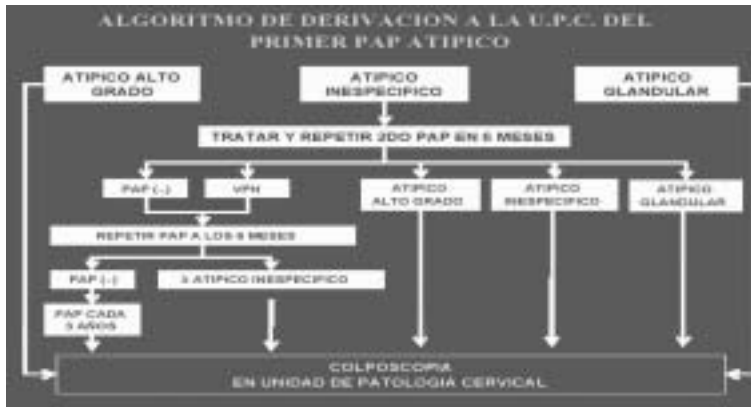 ALGORITMO DE DERIVACION A LA U.P.C. DEL
PRIMER PAP ATIPICO
ATIPICO ALTO
GRADO
ATIPICO
INESPECIFICO
ATIPICO
GLANDULAR
TRATAR Y REPETIR 2DO PAP EN 6 MESES
PAP (-)
VPH
ATIPICO
ALTO GRADO
ATIPICO
INESPECIFICO
ATIPICO
GLANDULAR
REPETIR PAP A LOS 6 MESES
PAP (-)
ATIPICO INESPECIFICO
PAP CADA
3 AÑOS
COLPOSCOPIA
EN UNIDAD DE PATOLOGIA CERVICAL